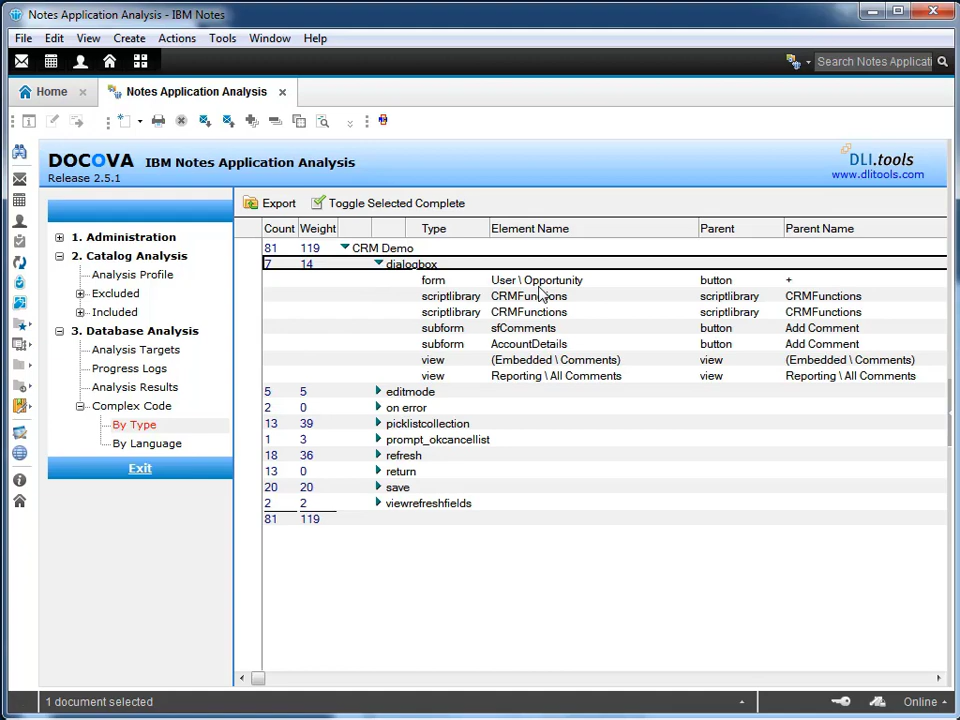 Notes Application Analysis - IBM Notes
File Edit View Create Actions Tools Window Help
Search Notes Applicati
Home Notes Application Analysis
DOCOVA IBM Notes Application Analysis
Release 2.5.1
DLI.tools
www.dlitools.com
Export Toggle Selected Complete
1. Administration
2. Catalog Analysis
Analysis Profile
Excluded
Included
3. Database Analysis
Analysis Targets
Progress Logs
Analysis Results
Complex Code
By Type
By Language
Exit
Count Weight Type Element Name Parent Parent Name
81 119 CRM Demo
7 14 dialogbox
form User \ Opportunity button +
scriptlibrary CRMFunctions scriptlibrary CRMFunctions
scriptlibrary CRMFunctions scriptlibrary CRMFunctions
subform sfComments button Add Comment
subform AccountDetails button Add Comment
view (Embedded \ Comments) view (Embedded \ Comments)
view Reporting \ All Comments view Reporting \ All Comments
5 5 editmode
2 0 on error
13 39 picklistcollection
1 3 prompt_okcancellist
18 36 refresh
13 0 return
20 20 save
2 2 viewrefreshfields
81 119
1 document selected
Online